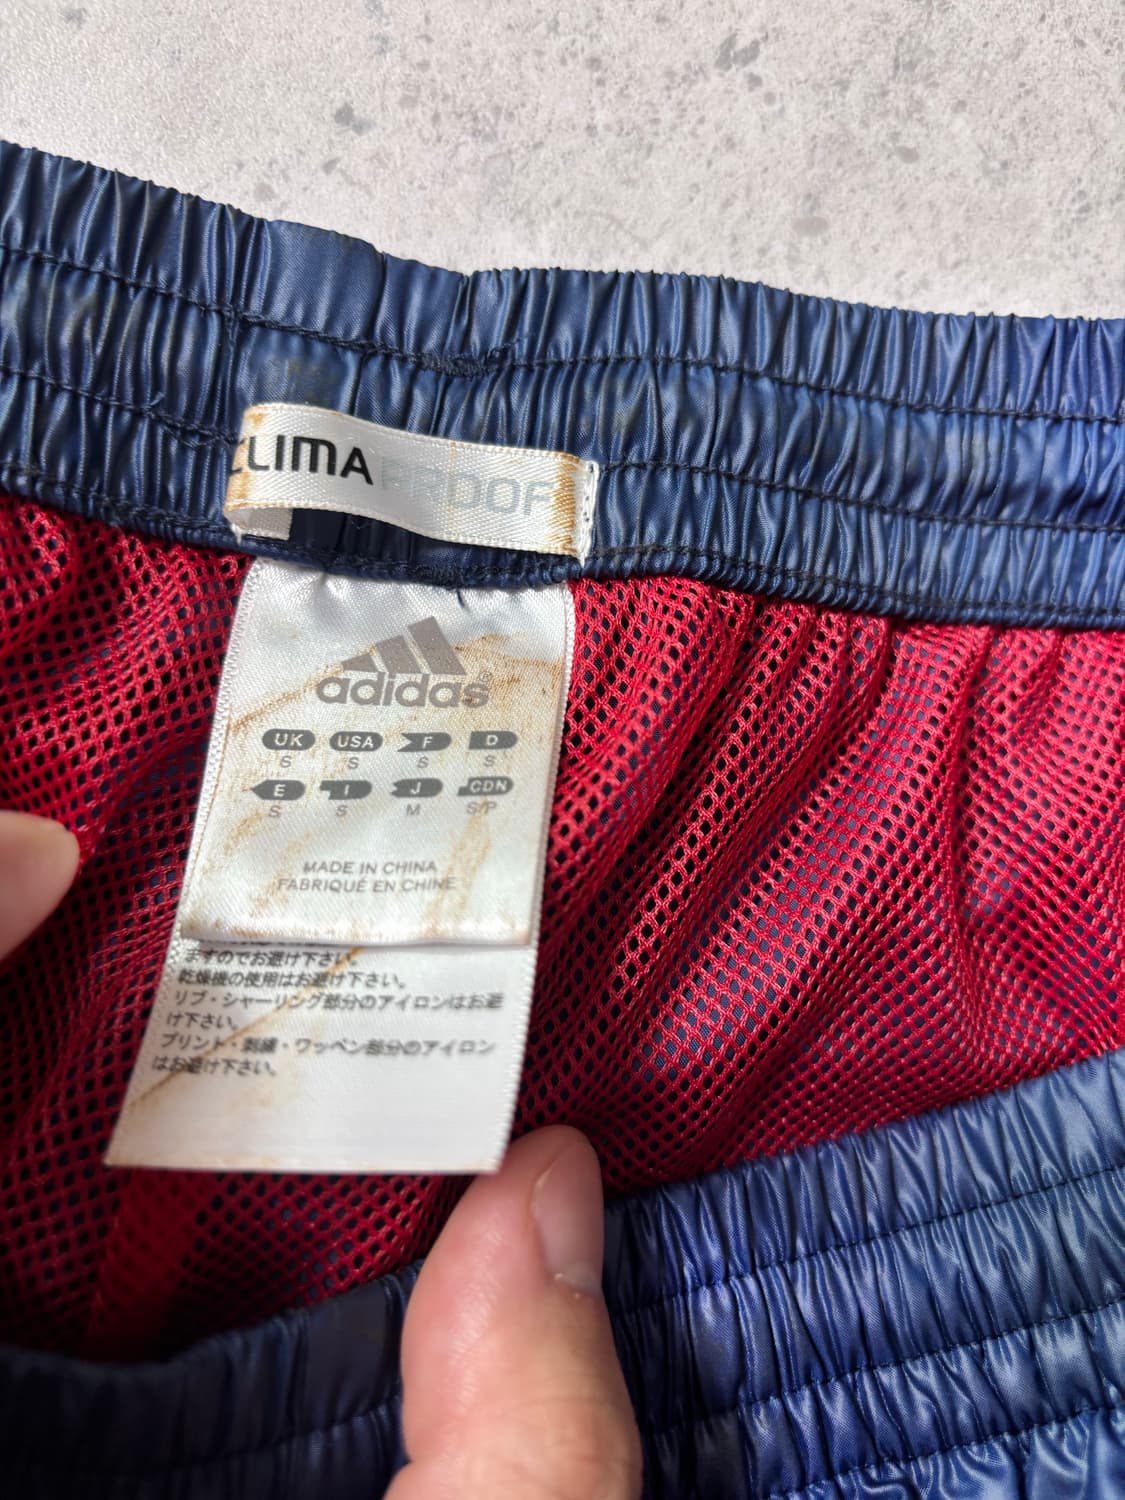 CLIMAPROOF
adidas®
UK USA F D
S S S S
E I J CDN
S S M S/P
MADE IN CHINA
FABRIQUÉ EN CHINE
ますのでお避け下さい。
乾燥機の使用はお避け下さい。
リブ・シャーリング部分のアイロンはお避
け下さい。
プリント・刺繍・ワッペン部分のアイロン
はお避け下さい。